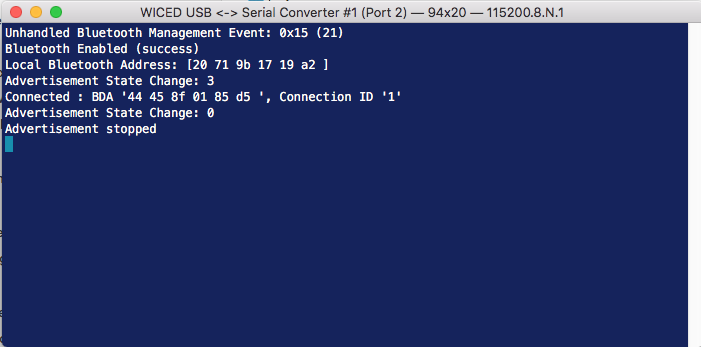 WICED USB <-> Serial Converter #1 (Port 2) — 94x20 — 115200.8.N.1
Unhandled Bluetooth Management Event: 0x15 (21)
Bluetooth Enabled (success)
Local Bluetooth Address: [20 71 9b 17 19 a2 ]
Advertisement State Change: 3
Connected : BDA '44 45 8f 01 85 d5 ', Connection ID '1'
Advertisement State Change: 0
Advertisement stopped